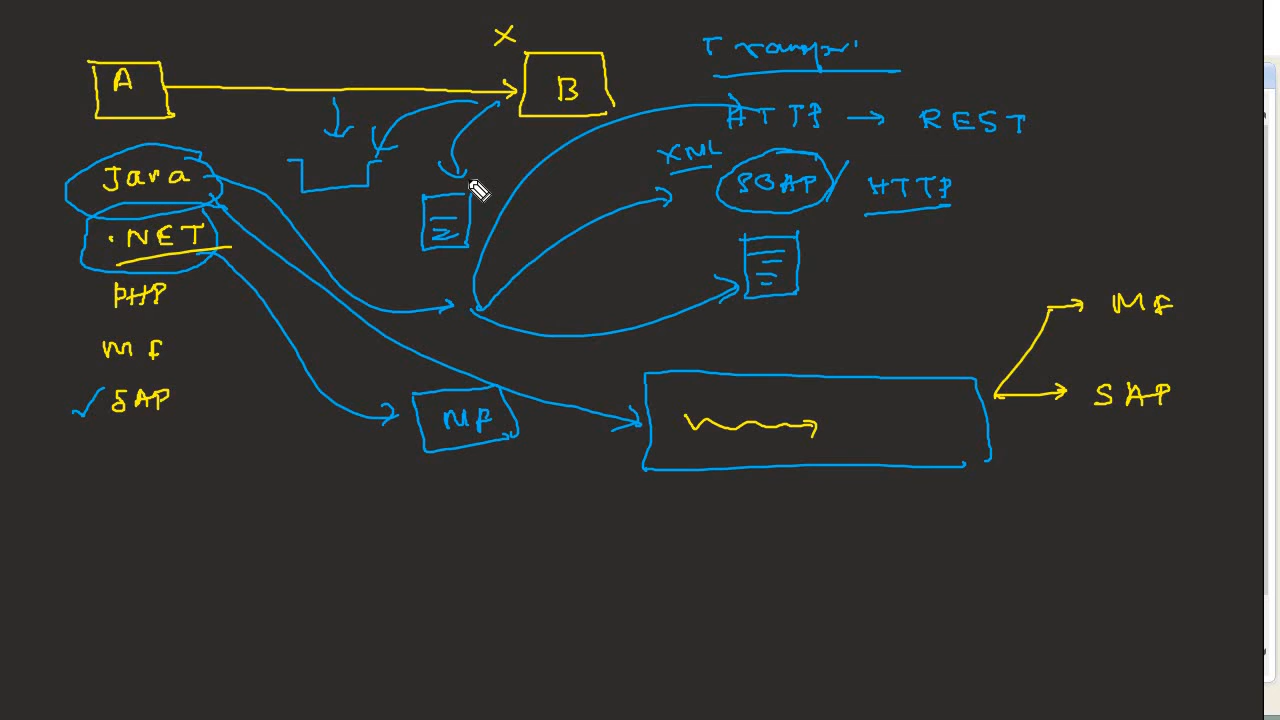 X
A
B
HTTP → REST
XML
SOAP / HTTP
Java
.NET
PHP
MF
SAP
MF
MF
SAP